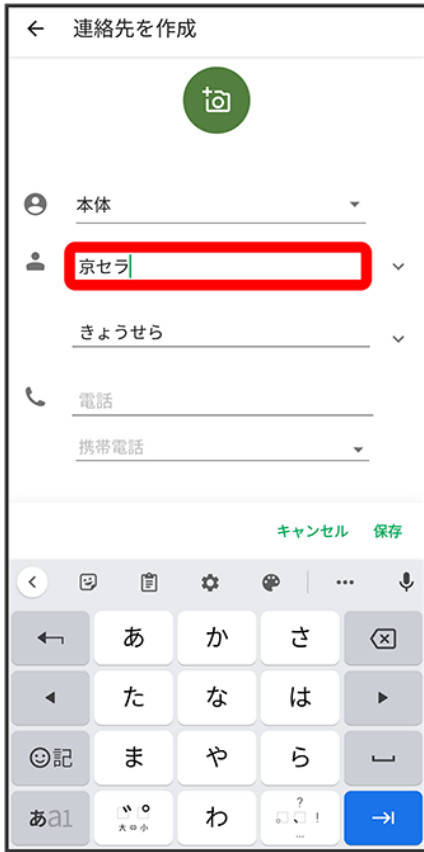 連絡先を作成
本体
京セラ
きょうせら
電話
携帯電話
キャンセル 保存
あ か さ
た な は
☺記 ま や ら
あa1 ゛゜ 大⇔小 わ 、。?!…